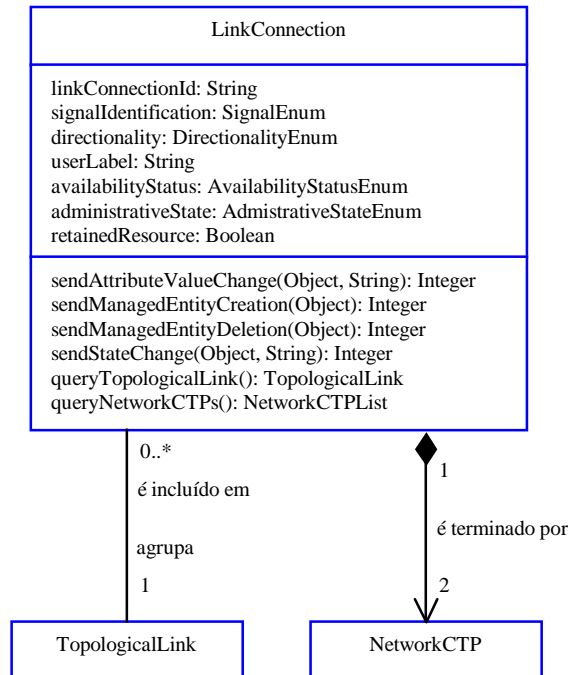 LinkConnection
linkConnectionId: String
signalIdentification: SignalEnum
directionality: DirectionalityEnum
userLabel: String
availabilityStatus: AvailabilityStatusEnum
administrativeState: AdmistrativeStateEnum
retainedResource: Boolean
sendAttributeValueChange(Object, String): Integer
sendManagedEntityCreation(Object): Integer
sendManagedEntityDeletion(Object): Integer
sendStateChange(Object, String): Integer
queryTopologicalLink(): TopologicalLink
queryNetworkCTPs(): NetworkCTPList
0..*
é incluído em
agrupa
1
1
é terminado por
2
TopologicalLink
NetworkCTP